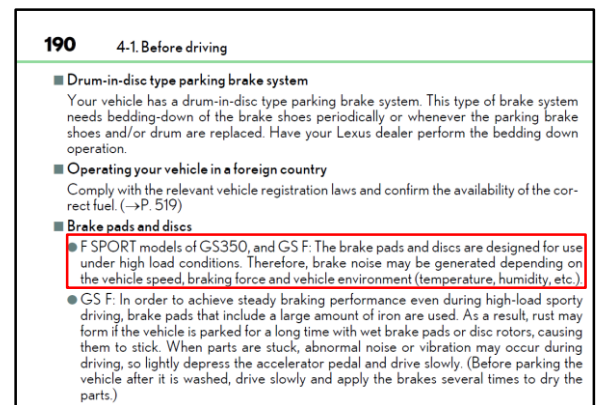 190 4-1. Before driving
■ Drum-in-disc type parking brake system
Your vehicle has a drum-in-disc type parking brake system. This type of brake system
needs bedding-down of the brake shoes periodically or whenever the parking brake
shoes and/or drum are replaced. Have your Lexus dealer perform the bedding down
operation.
■ Operating your vehicle in a foreign country
Comply with the relevant vehicle registration laws and confirm the availability of the cor-
rect fuel. (→P. 519)
■ Brake pads and discs
● F SPORT models of GS350, and GS F: The brake pads and discs are designed for use
under high load conditions. Therefore, brake noise may be generated depending on
the vehicle speed, braking force and vehicle environment (temperature, humidity, etc.).
● GS F: In order to achieve steady braking performance even during high-load sporty
driving, brake pads that include a large amount of iron are used. As a result, rust may
form if the vehicle is parked for a long time with wet brake pads or disc rotors, causing
them to stick. When parts are stuck, abnormal noise or vibration may occur during
driving, so lightly depress the accelerator pedal and drive slowly. (Before parking the
vehicle after it is washed, drive slowly and apply the brakes several times to dry the
parts.)